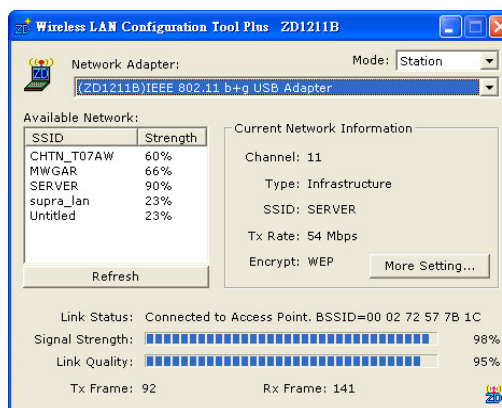 Wireless LAN Configuration Tool Plus ZD1211B
Network Adapter:
Mode: Station
(ZD1211B)IEEE 802.11 b+g USB Adapter
Available Network:
SSID Strength
CHTN_T07AW 60%
MWGAR 66%
SERVER 90%
supra_lan 23%
Untitled 23%
Refresh
Current Network Information
Channel: 11
Type: Infrastructure
SSID: SERVER
Tx Rate: 54 Mbps
Encrypt: WEP
More Setting...
Link Status: Connected to Access Point. BSSID=00 02 72 57 7B 1C
Signal Strength: 98%
Link Quality: 95%
Tx Frame: 92 Rx Frame: 141
ZD